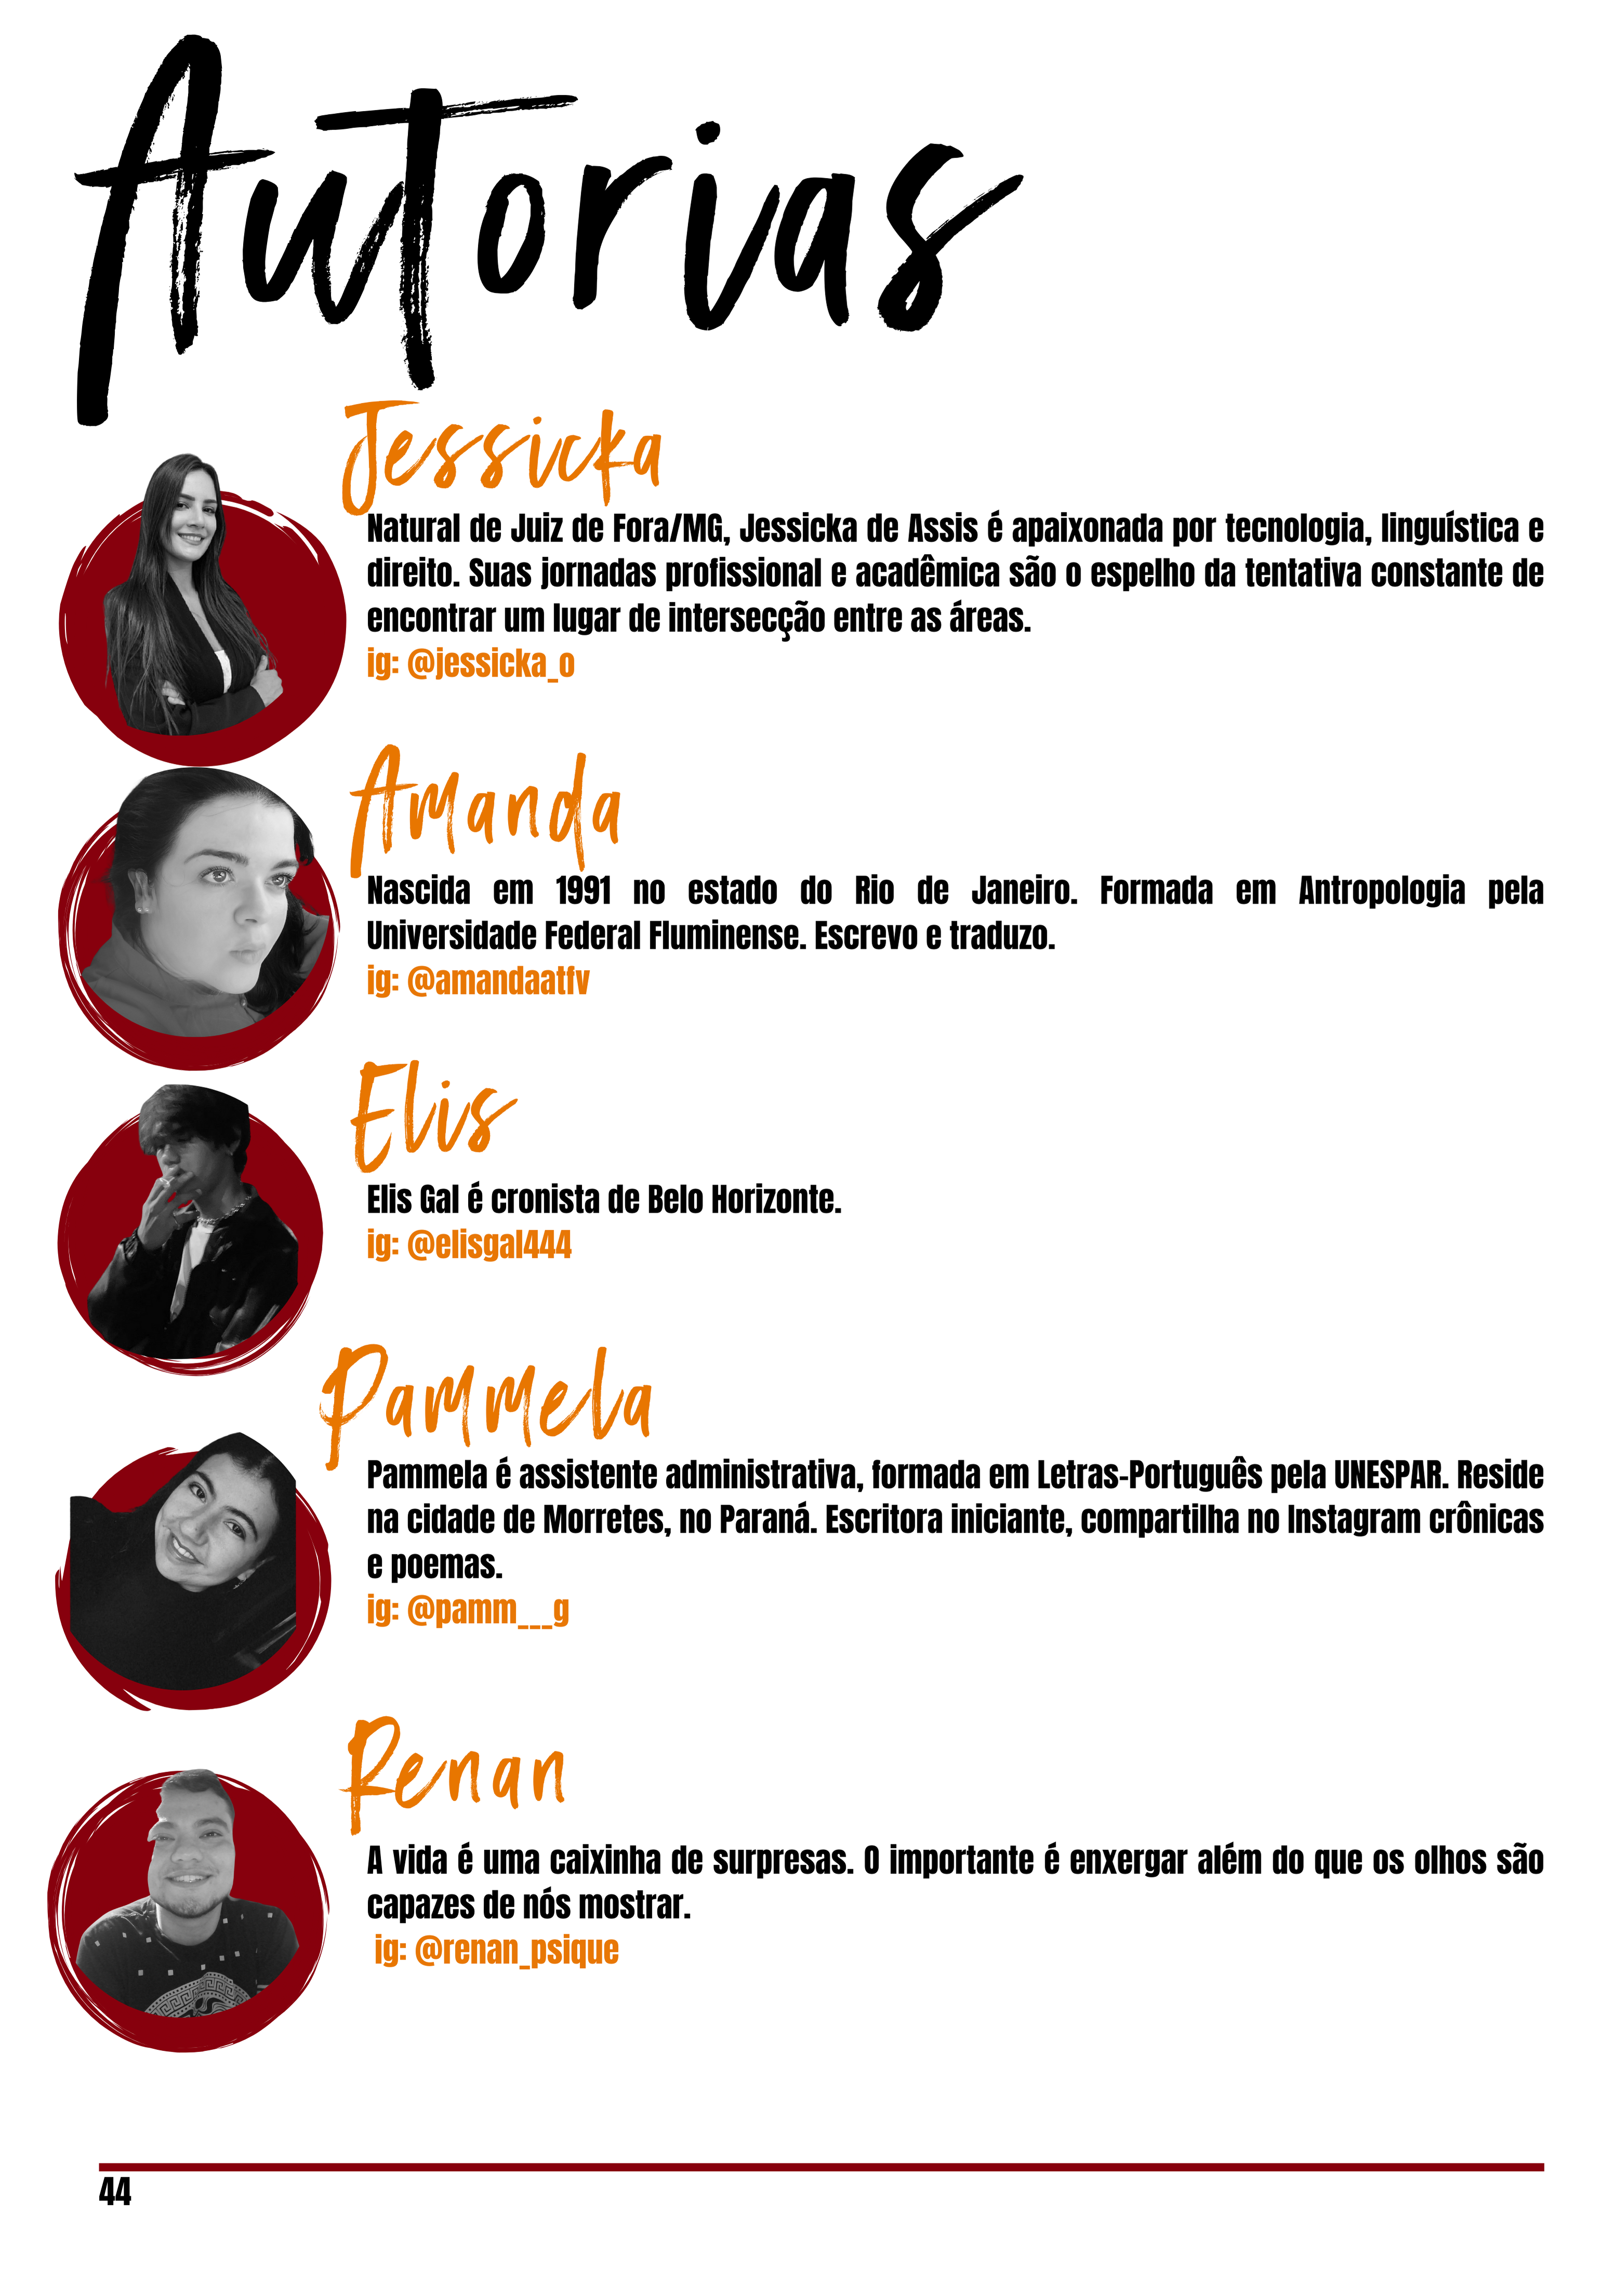 Autorias
Jessicka
Natural de Juiz de Fora/MG, Jessicka de Assis é apaixonada por tecnologia, linguística e
direito. Suas jornadas profissional e acadêmica são o espelho da tentativa constante de
encontrar um lugar de intersecção entre as áreas.
ig: @jessicka_o
Amanda
Nascida em 1991 no estado do Rio de Janeiro. Formada em Antropologia pela
Universidade Federal Fluminense. Escrevo e traduzo.
ig: @amandaatfv
Elis
Elis Gal é cronista de Belo Horizonte.
ig: @elisgal444
Pammela
Pammela é assistente administrativa, formada em Letras-Português pela UNESPAR. Reside
na cidade de Morretes, no Paraná. Escritora iniciante, compartilha no Instagram crônicas
e poemas.
ig: @pamm___g
Renan
A vida é uma caixinha de surpresas. O importante é enxergar além do que os olhos são
capazes de nós mostrar.
ig: @renan_psique
44